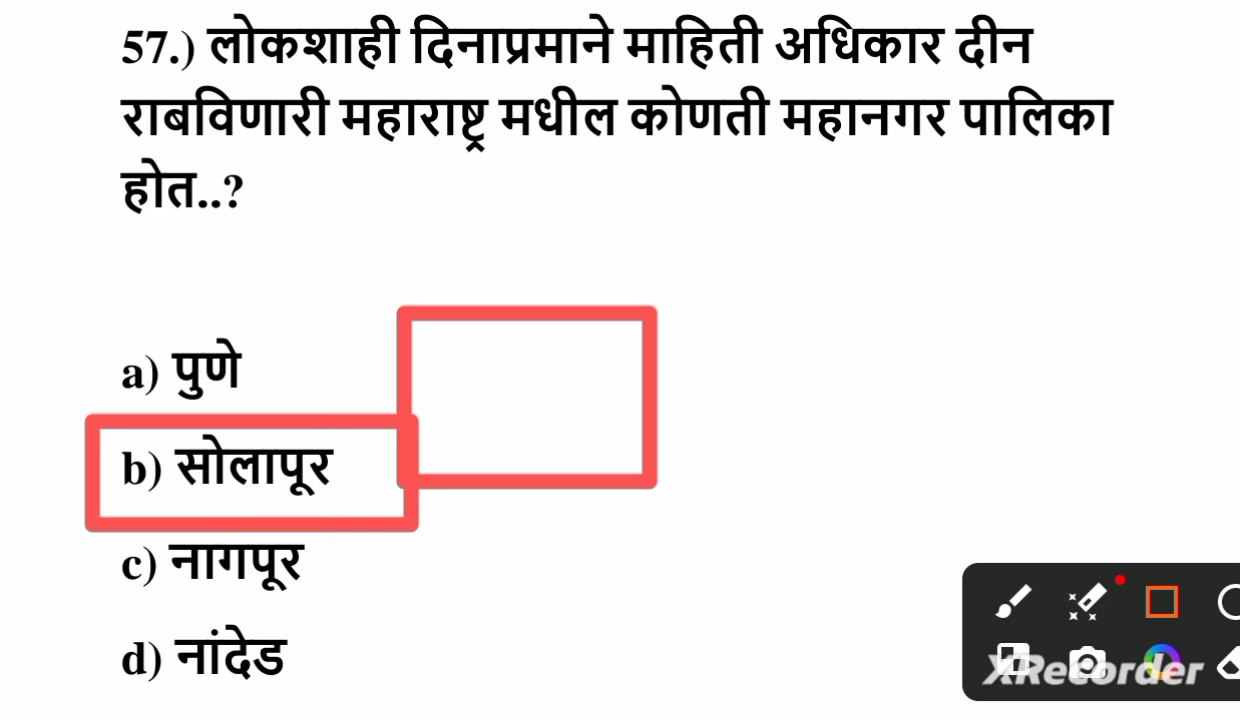 57.) लोकशाही दिनाप्रमाने माहिती अधिकार दीन
राबविणारी महाराष्ट्र मधील कोणती महानगर पालिका
होत..?
a) पुणे
b) सोलापूर
c) नागपूर
d) नांदेड
XRecorder